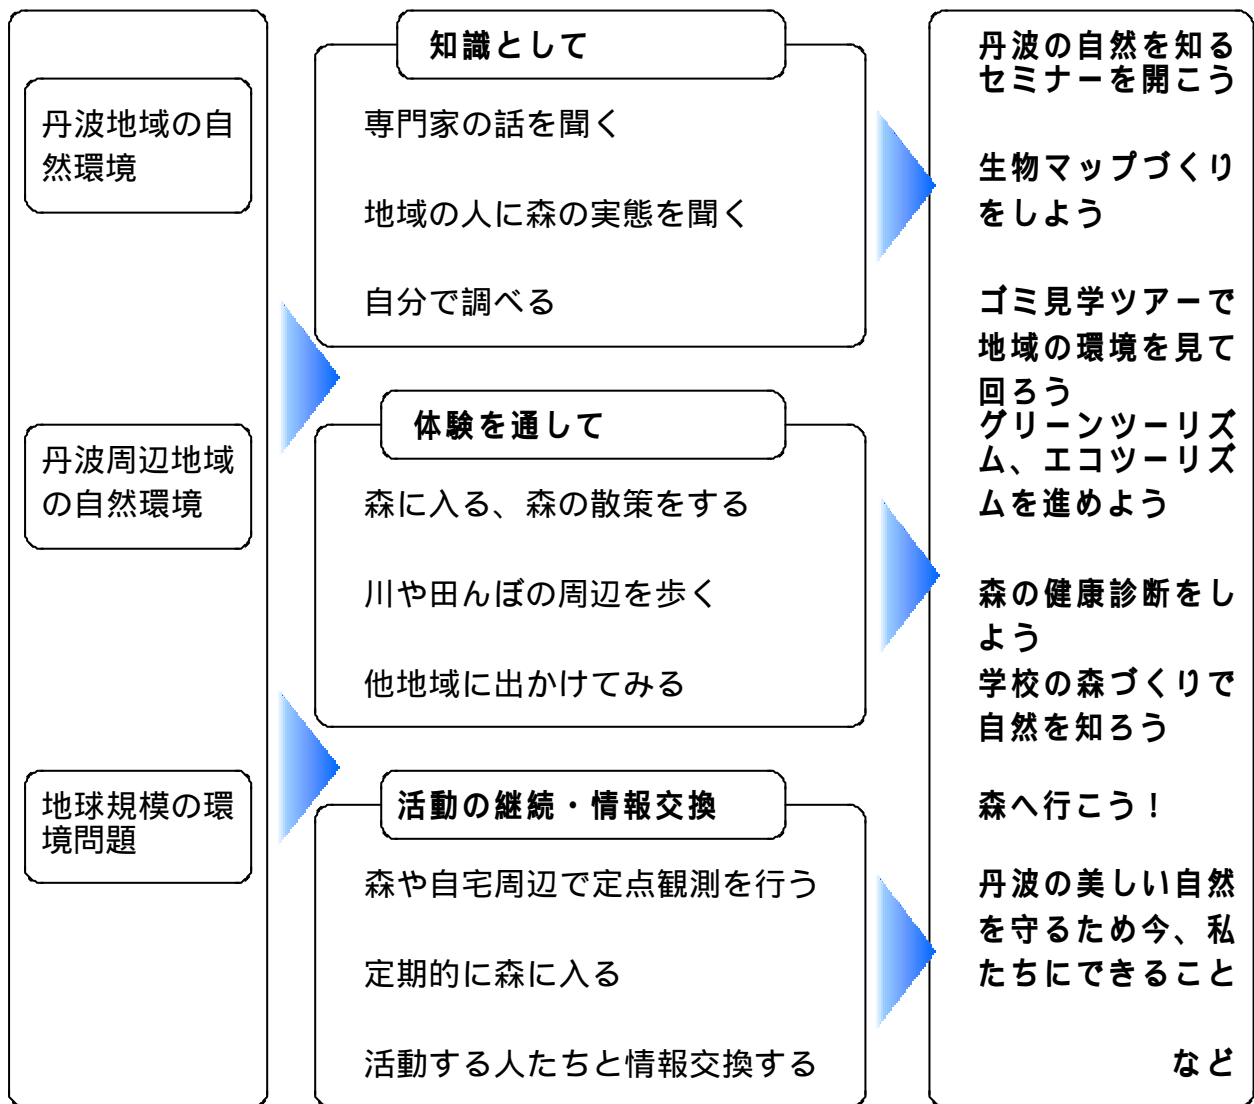 丹波地域の自
然環境
丹波周辺地域
の自然環境
地球規模の環
境問題
知識として
専門家の話を聞く
地域の人に森の実態を聞く
自分で調べる
体験を通して
森に入る、森の散策をする
川や田んぼの周辺を歩く
他地域に出かけてみる
活動の継続・情報交換
森や自宅周辺で定点観測を行う
定期的に森に入る
活動する人たちと情報交換する
丹波の自然を知る
セミナーを開こう
生物マップづくり
をしよう
ゴミ見学ツアーで
地域の環境を見て
回ろう
グリーンツーリズ
ム、エコツーリズ
ムを進めよう
森の健康診断をし
よう
学校の森づくりで
自然を知ろう
森へ行こう！
丹波の美しい自然
を守るため今、私
たちにできること
など